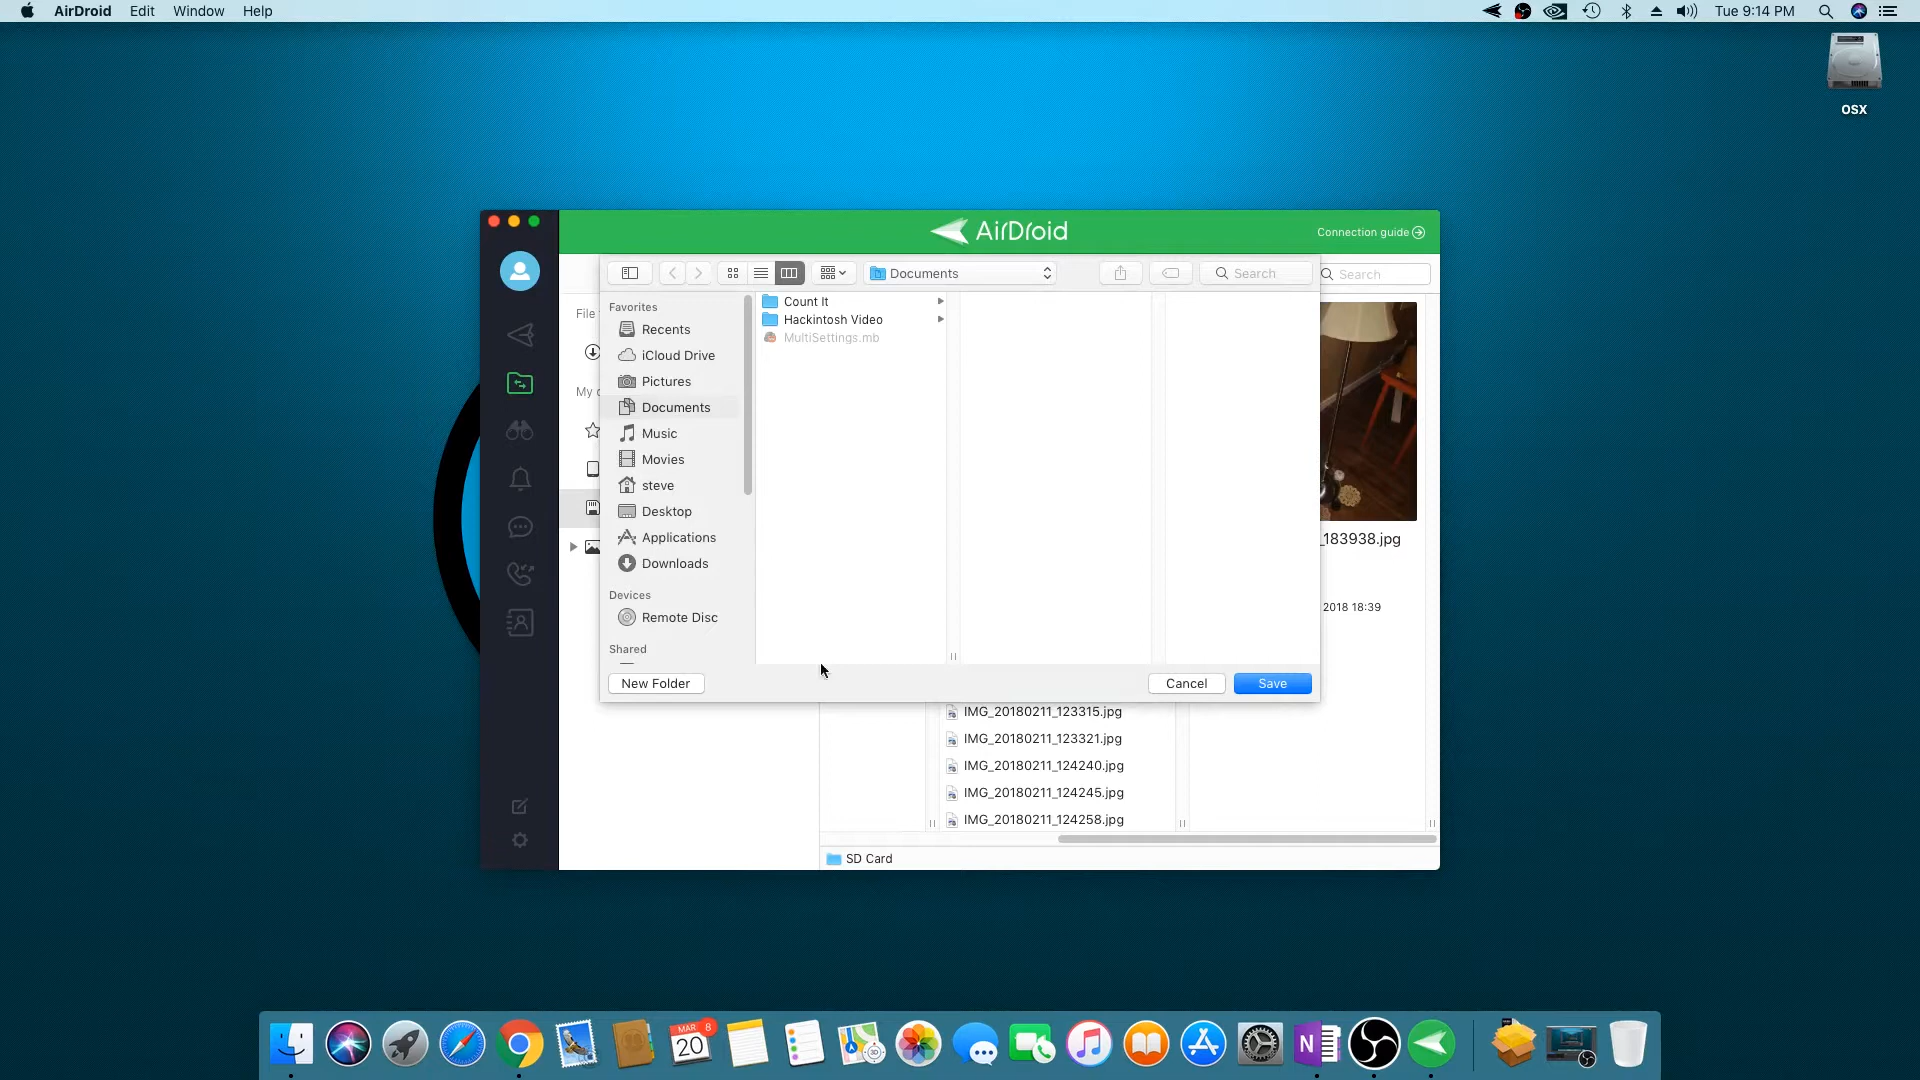 AirDroid Edit Window Help
Tue 9:14 PM
OSX
AirDroid
Connection guide
Documents
Search
Search
File
My
Favorites
Recents
iCloud Drive
Pictures
Documents
Music
Movies
steve
Desktop
Applications
Downloads
Devices
Remote Disc
Shared
Count It
Hackintosh Video
MultiSettings.mb
_183938.jpg
2018 18:39
New Folder
Cancel
Save
IMG_20180211_123315.jpg
IMG_20180211_123321.jpg
IMG_20180211_124240.jpg
IMG_20180211_124245.jpg
IMG_20180211_124258.jpg
SD Card
MAR
8
20
3D
N